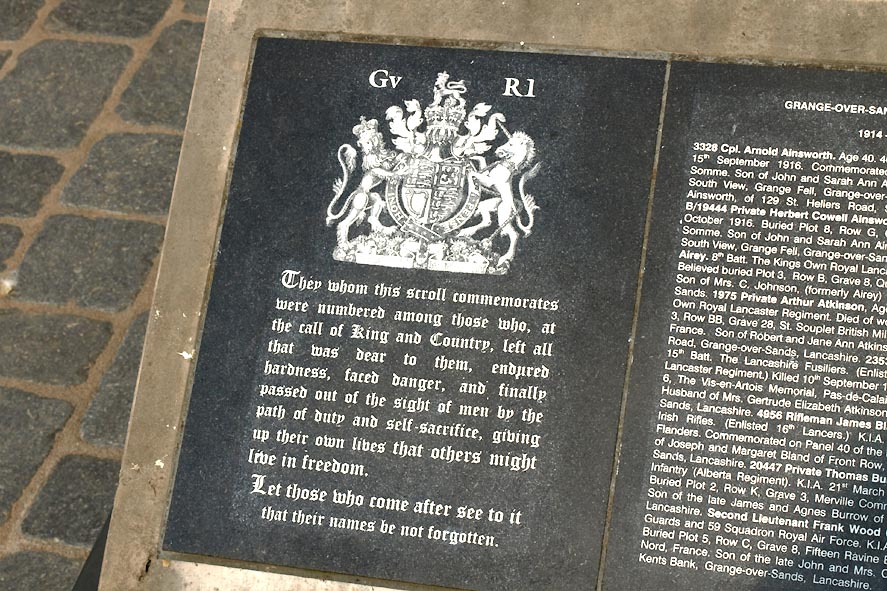 Gv R1
They whom this scroll commemorates
were numbered among those who, at
the call of King and Country, left all
that was dear to them, endured
hardness, faced danger, and finally
passed out of the sight of men by the
path of duty and self-sacrifice, giving
up their own lives that others might
live in freedom.
Let those who come after see to it
that their names be not forgotten.
GRANGE-OVER-SAN
1914-
3328 Cpl. Arnold Ainsworth. Age 40. 4
15th September 1916. Commemorated
Somme. Son of John and Sarah Ann A
South View, Grange Fell, Grange-over-
Ainsworth, of 129 St. Heliers Road,
B/19444 Private Herbert Cowell Ainswo
October 1916. Buried Plot 8, Row G,
Somme. Son of John and Sarah Ann Ain
South View, Grange Fell, Grange-over-San
Airey. 8th Batt. The Kings Own Royal Lanc
Believed buried Plot 3, Row B, Grave 8, Qu
Son of Mrs. C. Johnson, (formerly Airey)
Sands. 1975 Private Arthur Atkinson, Age
Own Royal Lancaster Regiment. Died of wo
3, Row BB, Grave 28, St. Souplet British Mil
France. Son of Robert and Jane Ann Atkins
Road, Grange-over-Sands, Lancashire. 235
15th Batt. The Lancashire Fusiliers. (Enlist
Lancaster Regiment.) Killed 10th September 1
6, The Vis-en-Artois Memorial, Pas-de-Calai
Husband of Mrs. Gertrude Elizabeth Atkinson
Sands, Lancashire. 4956 Rifleman James Bl
Irish Rifles. (Enlisted 16th Lancers.) K.I.A.
Flanders. Commemorated on Panel 40 of the
of Joseph and Margaret Bland of Front Row,
Sands, Lancashire. 20447 Private Thomas Bu
Infantry (Alberta Regiment). K.I.A. 21st March
Buried Plot 2, Row K, Grave 3, Merville Comm
Son of the late James and Agnes Burrow of
Lancashire. Second Lieutenant Frank Wood
Guards and 59 Squadron Royal Air Force. K.I.A
Buried Plot 5, Row C, Grave 8, Fifteen Ravine B
Nord, France. Son of the late John and Mrs. C
Kents Bank, Grange-over-Sands, Lancashire.